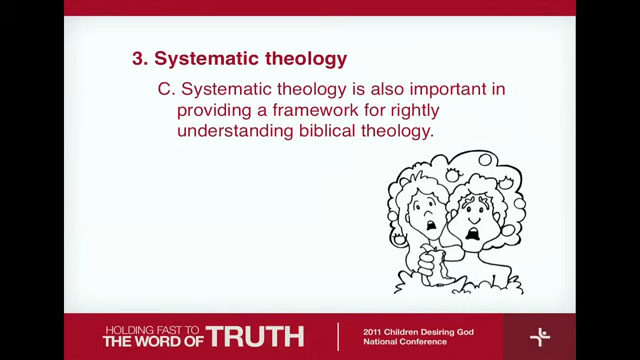 3. Systematic theology
C. Systematic theology is also important in
providing a framework for rightly
understanding biblical theology.
HOLDING FAST TO
THE WORD OF TRUTH
2011 Children Desiring God
National Conference